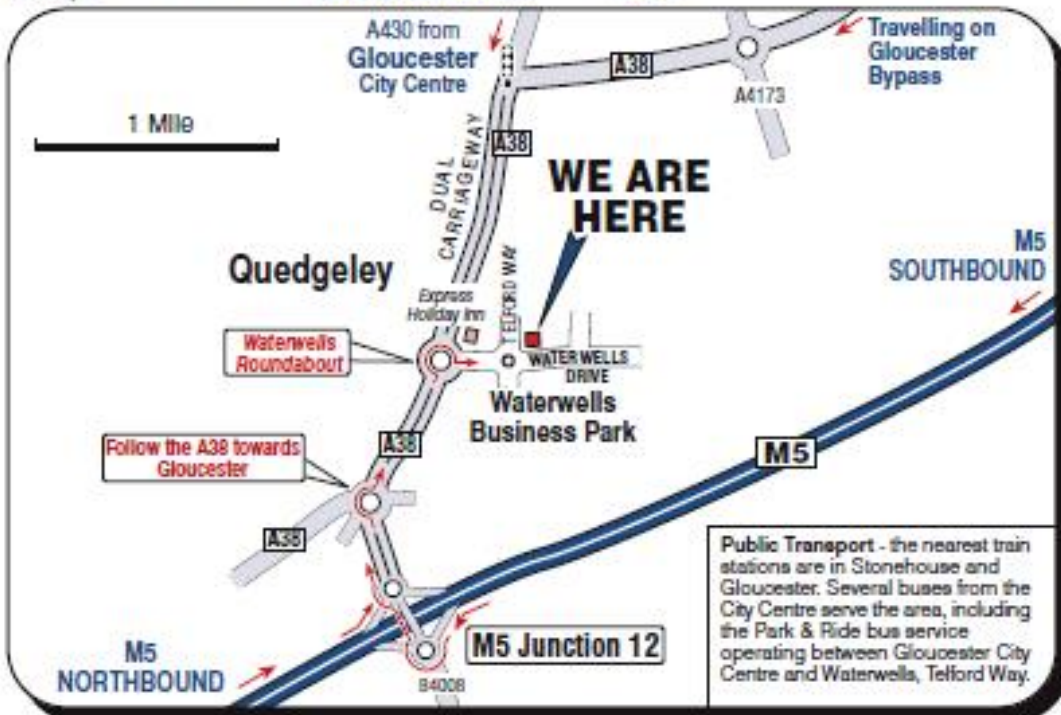 A430 from
Gloucester
City Centre
Travelling on
Gloucester
Bypass
A38
A4173
1 Mile
A38
DUAL
CARRIAGEWAY
WE ARE
HERE
M5
SOUTHBOUND
Quedgeley
TELFORD WAY
Express
Holiday Inn
Waterwells
Roundabout
WATER WELLS
DRIVE
Waterwells
Business Park
A38
M5
Follow the A38 towards
Gloucester
A38
Public Transport - the nearest train
stations are in Stonehouse and
Gloucester. Several buses from the
City Centre serve the area, including
the Park & Ride bus service
operating between Gloucester City
Centre and Waterwells, Telford Way.
M5 Junction 12
M5
NORTHBOUND
B4008